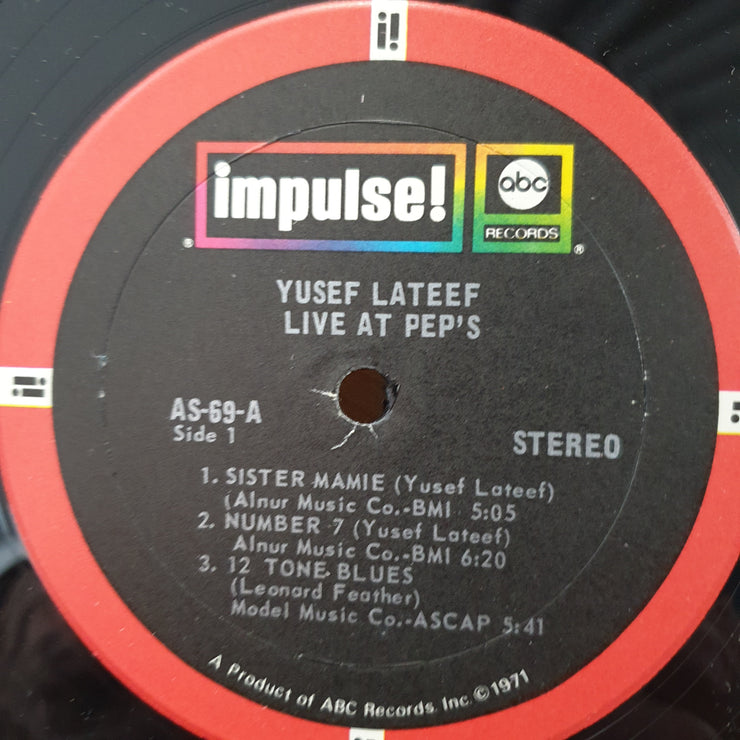 i!
impulse!
abc
RECORDS
®
®
YUSEF LATEEF
LIVE AT PEP'S
AS-69-A
Side 1
STEREO
1. SISTER MAMIE (Yusef Lateef)
(Alnur Music Co.-BMI 5:05
2. NUMBER 7 (Yusef Lateef)
Alnur Music Co.-BMI 6:20
3. 12 TONE BLUES
(Leonard Feather)
Model Music Co.-ASCAP 5:41
A Product of ABC Records. Inc. © 1971
i!